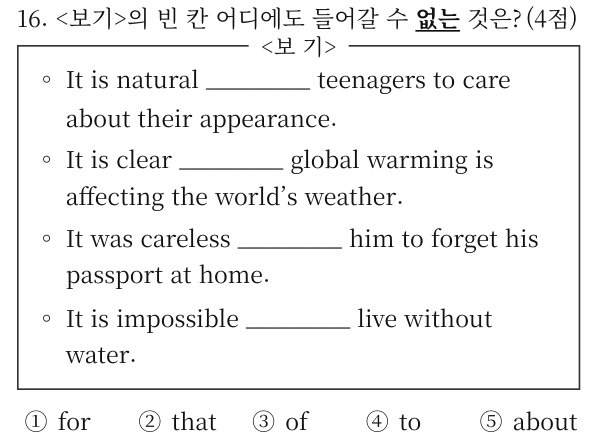 16. <보기>의 빈 칸 어디에도 들어갈 수 없는 것은?(4점)
<보 기>
◦ It is natural ________ teenagers to care
about their appearance.
◦ It is clear ________ global warming is
affecting the world's weather.
◦ It was careless ________ him to forget his
passport at home.
◦ It is impossible ________ live without
water.
① for ② that ③ of ④ to ⑤ about